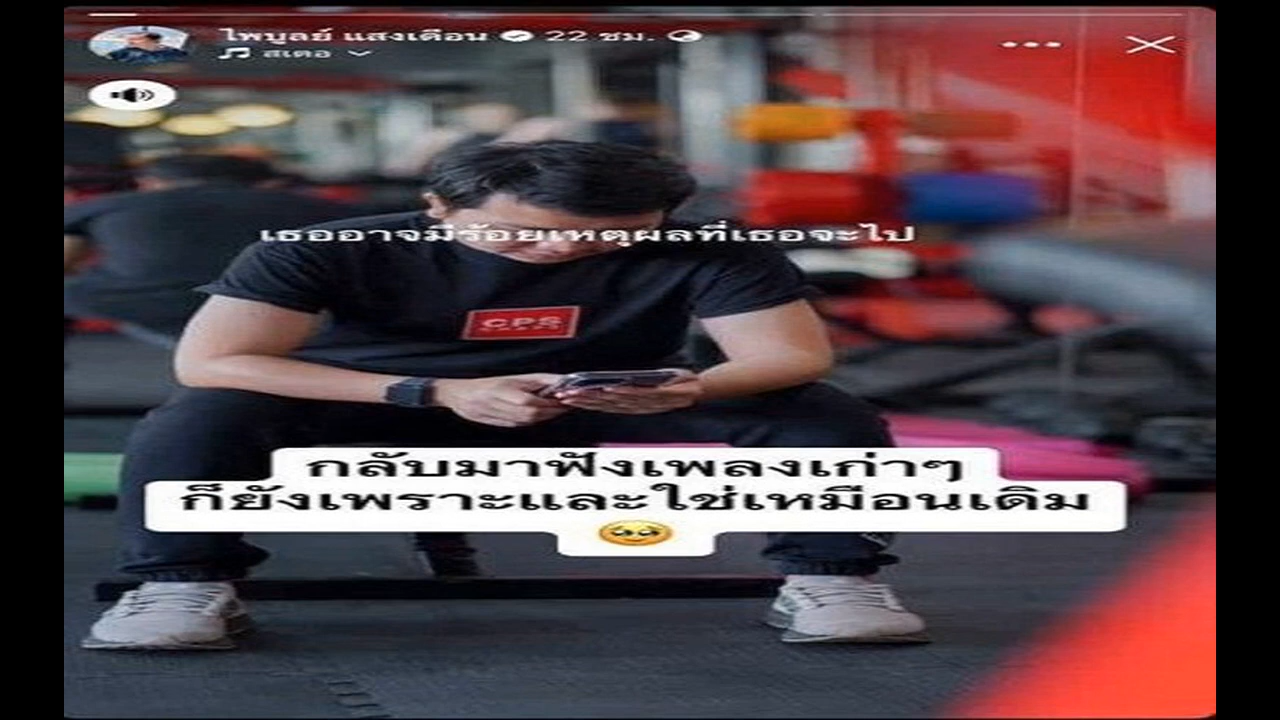 ไพบูลย์ แสงเดือน 22 ชม.
สเตอ
เธออาจมีร้อยเหตุผลที่เธอจะไป
CPS
กลับมาฟังเพลงเก่าๆ
ก็ยังเพราะและใช่เหมือนเดิม
🥹